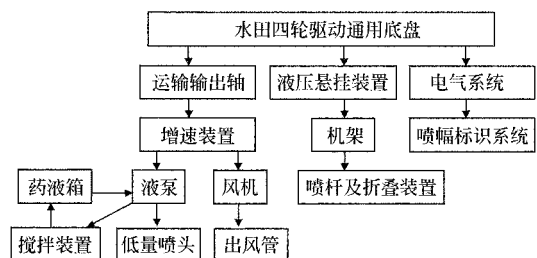 水田四轮驱动通用底盘
运输输出轴
液压悬挂装置
电气系统
增速装置
机架
喷幅标识系统
药液箱
液泵
风机
喷杆及折叠装置
搅拌装置
低量喷头
出风管